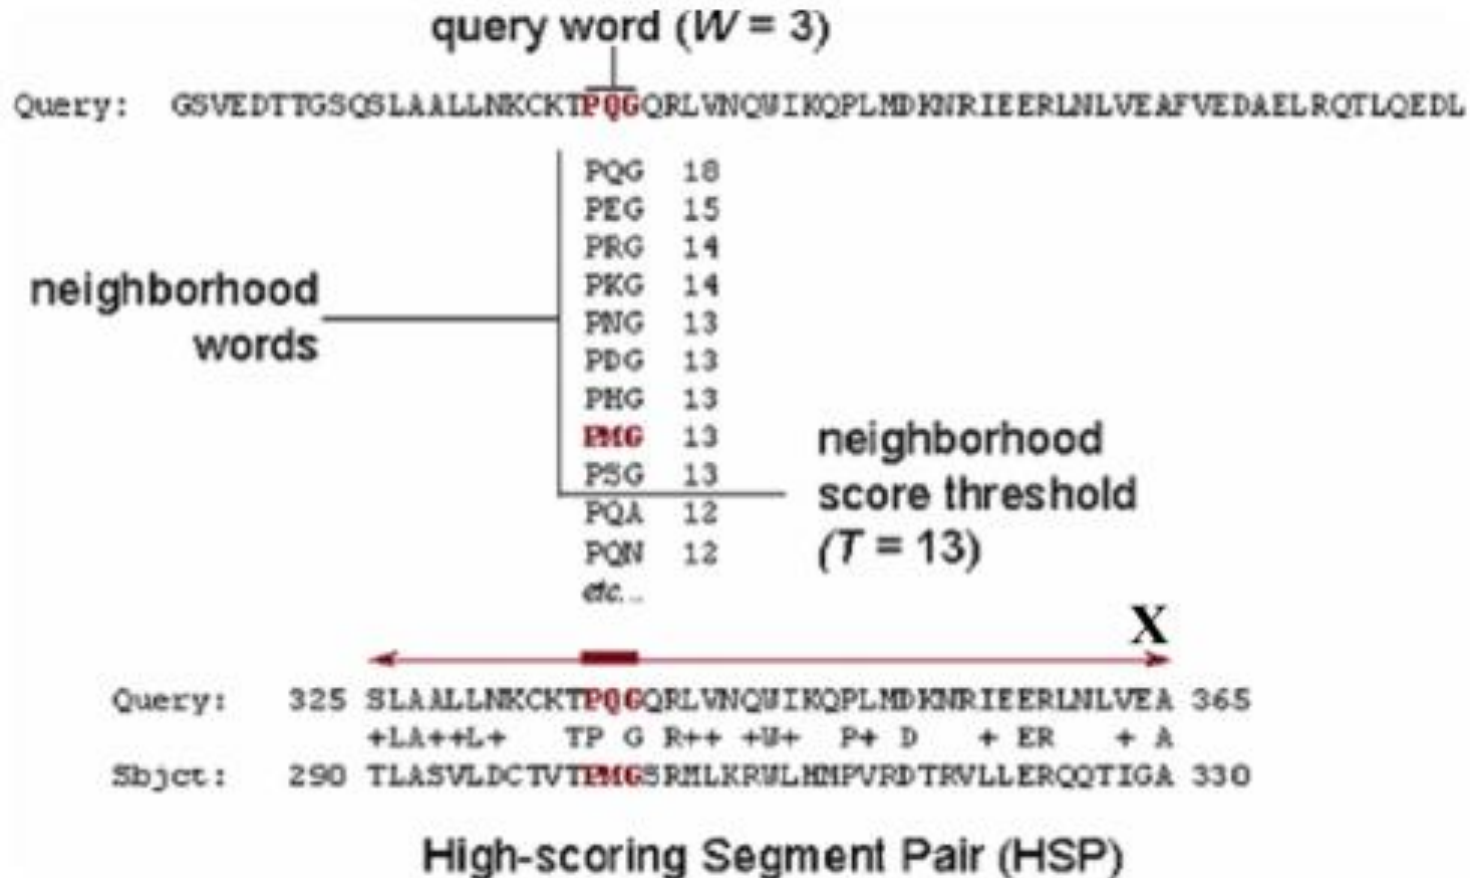 query word (W = 3)
Query: GSVEDTTGSQSLAALLNKCKTPQGQRLVNQWIKQPLMDKNRIEERLNLVEAFVEDAELRQTLQEDL
PQG 18
PEG 15
PRG 14
PKG 14
PNG 13
PDG 13
PHG 13
PMG 13
PSG 13
PQA 12
PQN 12
etc...
neighborhood
words
neighborhood
score threshold
(T = 13)
X
Query: 325 SLAALLNKCKTPQGQRLVNQWIKQPLMDKNRIEERLNLVEA 365
+LA++L+ TP G R++ +W+ P+ D + ER + A
Sbjct: 290 TLASVLDCTVTPMGSRMLKRWLHMPVRDTRVLLERQQTIGA 330
High-scoring Segment Pair (HSP)